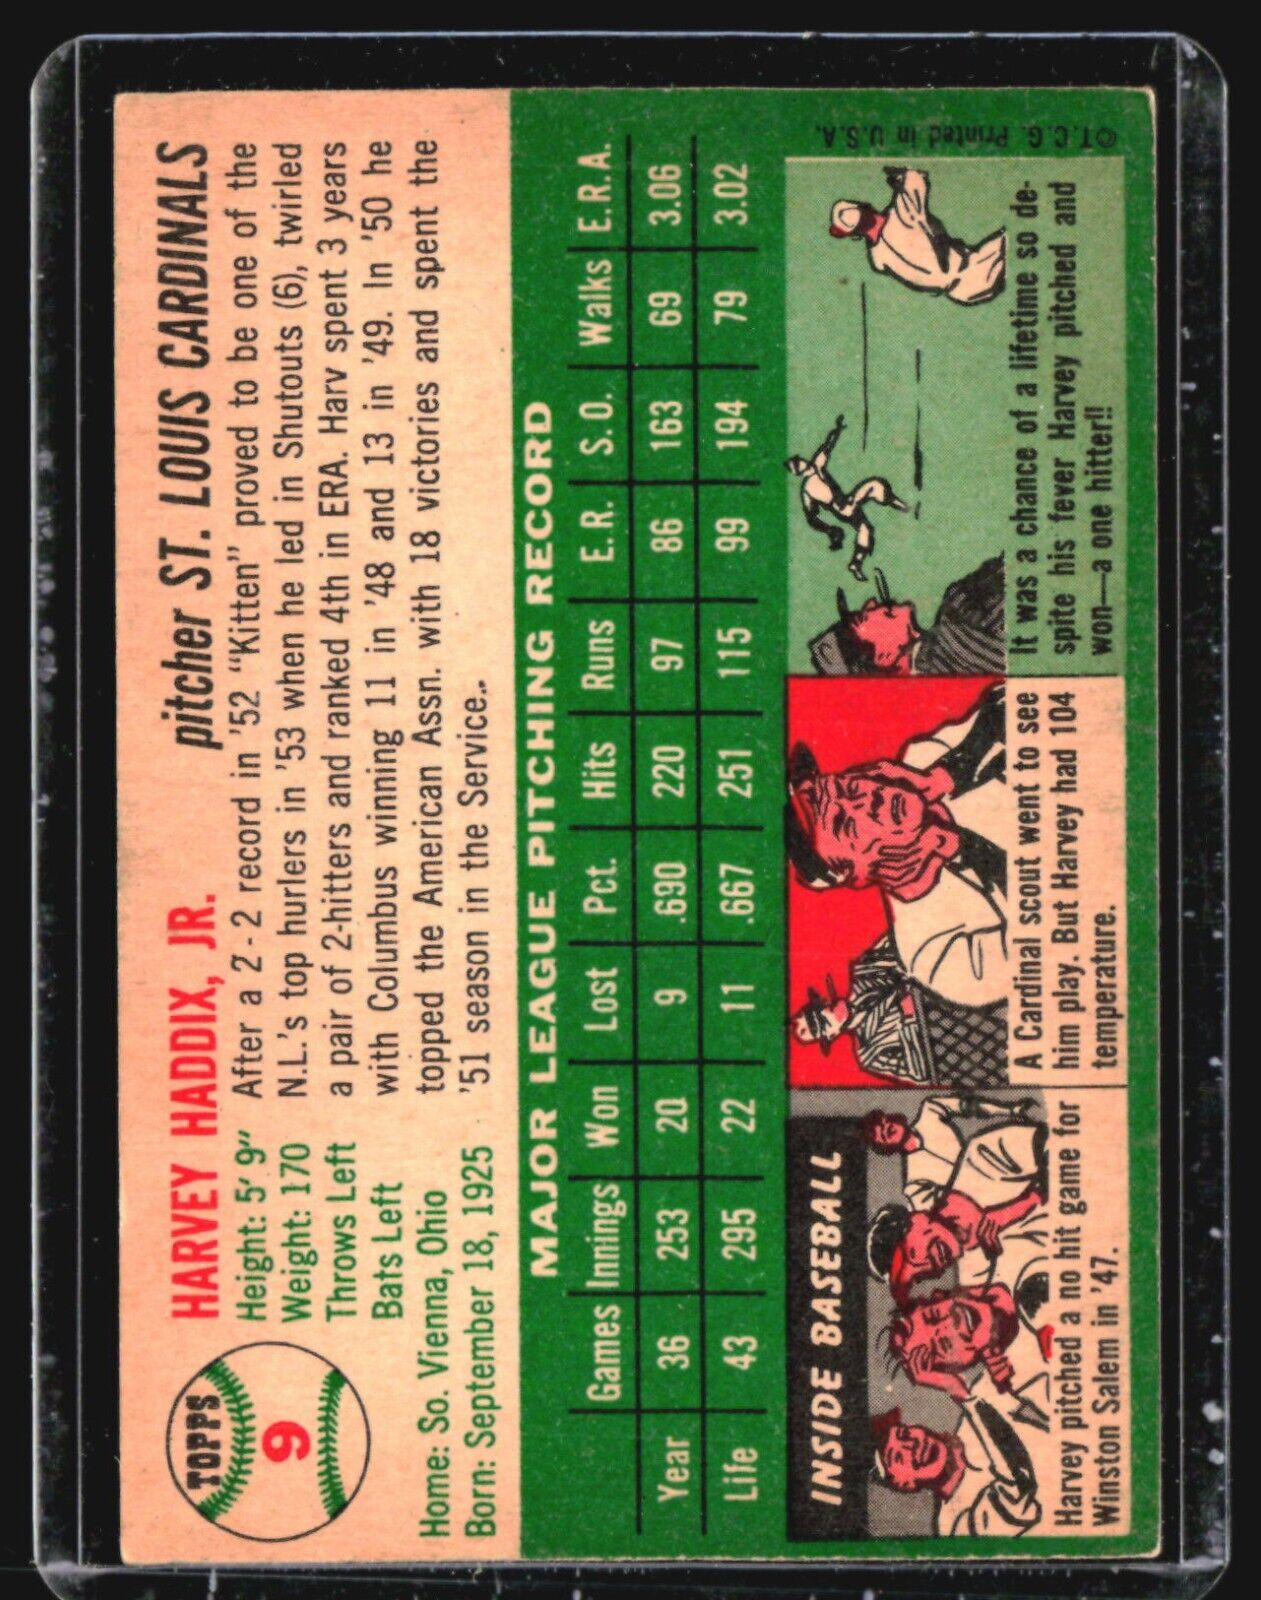 TOPPS
9
HARVEY HADDIX, JR.
pitcher ST. LOUIS CARDINALS
Height: 5' 9"
Weight: 170
Throws Left
Bats Left
Home: So. Vienna, Ohio
Born: September 18, 1925
After a 2-2 record in '52 "Kitten" proved to be one of the
N.L.'s top hurlers in '53 when he led in Shutouts (6), twirled
a pair of 2-hitters and ranked 4th in ERA. Harv spent 3 years
with Columbus winning 11 in '48 and 13 in '49. In '50 he
topped the American Assn. with 18 victories and spent the
'51 season in the Service..
MAJOR LEAGUE PITCHING RECORD
Games Innings Won Lost Pct. Hits Runs E.R. S.O. Walks E.R.A.
Year 36 253 20 9 .690 220 97 86 163 69 3.06
Life 43 295 22 11 .667 251 115 99 194 79 3.02
INSIDE BASEBALL
Harvey pitched a no hit game for
Winston Salem in '47.
A Cardinal scout went to see
him play. But Harvey had 104
temperature.
It was a chance of a lifetime so de-
spite his fever Harvey pitched and
won—a one hitter!!
©T.C.G. Printed in U.S.A.